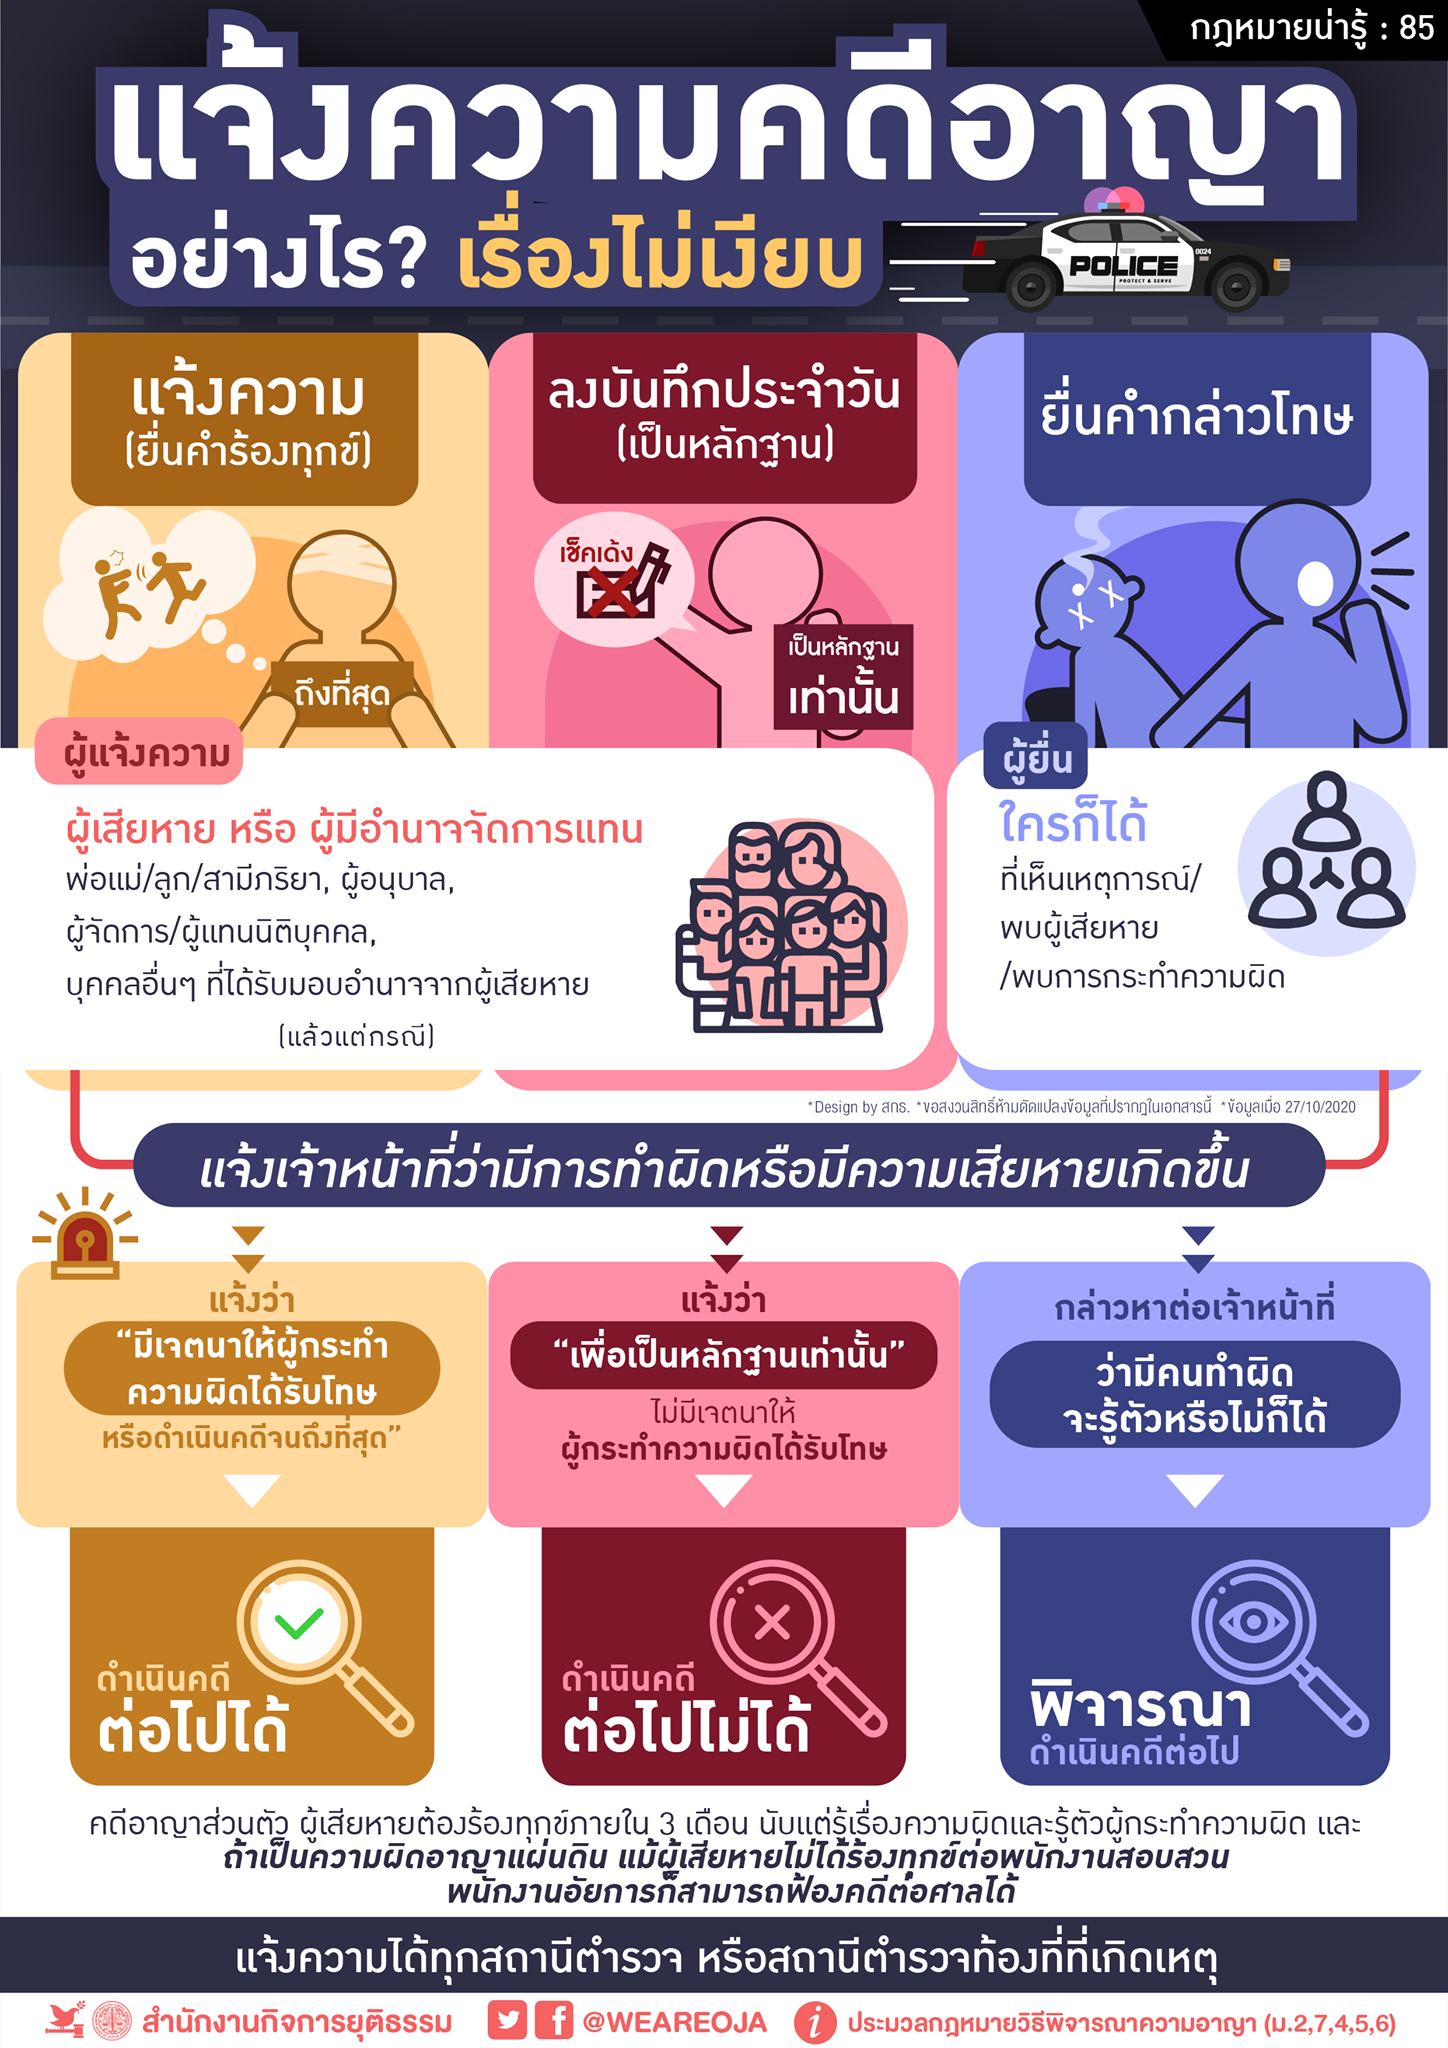 กฎหมายน่ารู้ : 85
แจ้งความคดีอาญา
อย่างไร? เรื่องไม่เงียบ
POLICE
PROTECT & SERVE
0024
แจ้งความ
(ยื่นคำร้องทุกข์)
ถึงที่สุด
ลงบันทึกประจำวัน
(เป็นหลักฐาน)
เช็คเด้ง
เป็นหลักฐาน
เท่านั้น
ยื่นคำกล่าวโทษ
ผู้แจ้งความ
ผู้เสียหาย หรือ ผู้มีอำนาจจัดการแทน
พ่อแม่/ลูก/สามีภริยา, ผู้อนุบาล,
ผู้จัดการ/ผู้แทนนิติบุคคล,
บุคคลอื่นๆ ที่ได้รับมอบอำนาจจากผู้เสียหาย
(แล้วแต่กรณี)
ผู้ยื่น
ใครก็ได้
ที่เห็นเหตุการณ์/
พบผู้เสียหาย
/พบการกระทำความผิด
*Design by สกธ. *ขอสงวนสิทธิ์ห้ามดัดแปลงข้อมูลที่ปรากฏในเอกสารนี้ *ข้อมูลเมื่อ 27/10/2020
แจ้งเจ้าหน้าที่ว่ามีการทำผิดหรือมีความเสียหายเกิดขึ้น
แจ้งว่า
“มีเจตนาให้ผู้กระทำ
ความผิดได้รับโทษ
หรือดำเนินคดีจนถึงที่สุด”
ดำเนินคดี
ต่อไปได้
แจ้งว่า
“เพื่อเป็นหลักฐานเท่านั้น”
ไม่มีเจตนาให้
ผู้กระทำความผิดได้รับโทษ
ดำเนินคดี
ต่อไปไม่ได้
กล่าวหาต่อเจ้าหน้าที่
ว่ามีคนทำผิด
จะรู้ตัวหรือไม่ก็ได้
พิจารณา
ดำเนินคดีต่อไป
คดีอาญาส่วนตัว ผู้เสียหายต้องร้องทุกข์ภายใน 3 เดือน นับแต่รู้เรื่องความผิดและรู้ตัวผู้กระทำความผิด และ
ถ้าเป็นความผิดอาญาแผ่นดิน แม้ผู้เสียหายไม่ได้ร้องทุกข์ต่อพนักงานสอบสวน
พนักงานอัยการก็สามารถฟ้องคดีต่อศาลได้
แจ้งความได้ทุกสถานีตำรวจ หรือสถานีตำรวจท้องที่ที่เกิดเหตุ
สำนักงานกิจการยุติธรรม @WEAREOJA ประมวลกฎหมายวิธีพิจารณาความอาญา (ม.2,7,4,5,6)